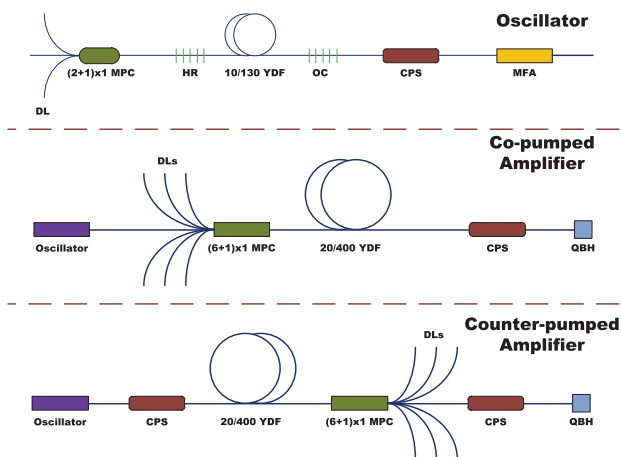 Oscillator
(2+1)x1 MPC
HR
10/130 YDF
OC
CPS
MFA
DL
Co-pumped
Amplifier
DLs
Oscillator
(6+1)x1 MPC
20/400 YDF
CPS
QBH
Counter-pumped
Amplifier
DLs
Oscillator
CPS
20/400 YDF
(6+1)x1 MPC
CPS
QBH